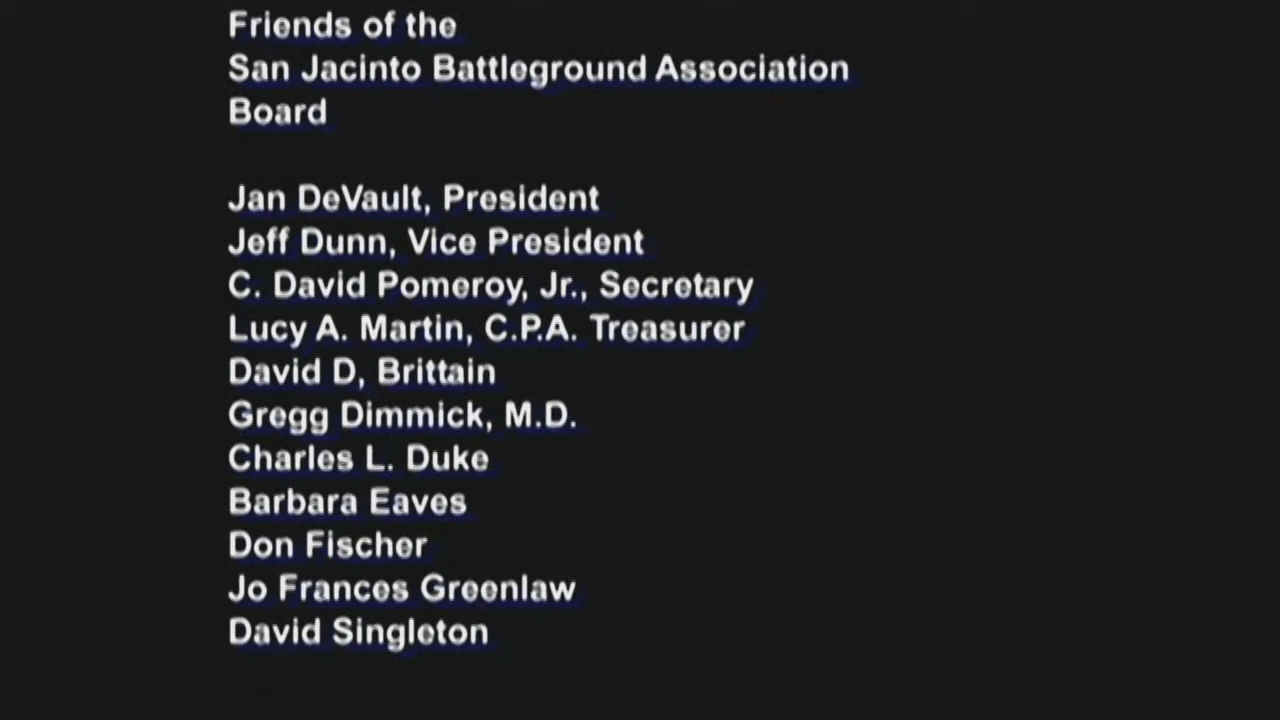 Friends of the
San Jacinto Battleground Association
Board
Jan DeVault, President
Jeff Dunn, Vice President
C. David Pomeroy, Jr., Secretary
Lucy A. Martin, C.P.A. Treasurer
David D, Brittain
Gregg Dimmick, M.D.
Charles L. Duke
Barbara Eaves
Don Fischer
Jo Frances Greenlaw
David Singleton